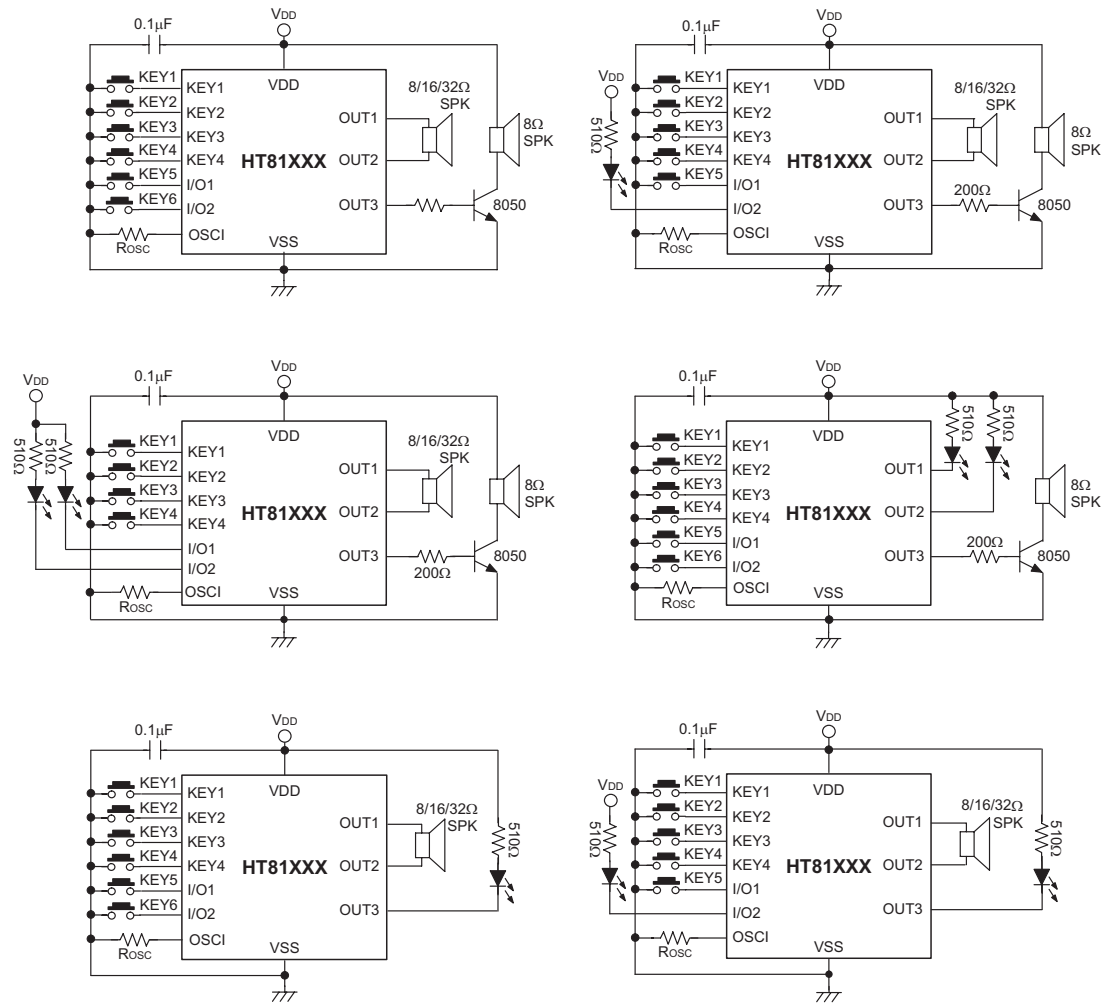 VDD
0.1µF
VDD
8/16/32Ω
SPK
KEY1 KEY1
KEY2 KEY2
KEY3 KEY3
KEY4 KEY4
KEY5 I/O1
KEY6 I/O2
ROSC OSCI
HT81XXX
OUT1
OUT2
OUT3
8Ω
SPK
8050
VSS
VDD
0.1µF
VDD
VDD
510Ω
8/16/32Ω
SPK
KEY1 KEY1
KEY2 KEY2
KEY3 KEY3
KEY4 KEY4
KEY5 I/O1
I/O2
ROSC OSCI
HT81XXX
OUT1
OUT2
OUT3
200Ω
8Ω
SPK
8050
VSS
VDD
0.1µF
VDD
VDD
510Ω
510Ω
8/16/32Ω
SPK
KEY1 KEY1
KEY2 KEY2
KEY3 KEY3
KEY4 KEY4
I/O1
I/O2
ROSC OSCI
HT81XXX
OUT1
OUT2
OUT3
200Ω
8Ω
SPK
8050
VSS
VDD
0.1µF
VDD
510Ω
510Ω
KEY1 KEY1
KEY2 KEY2
KEY3 KEY3
KEY4 KEY4
KEY5 I/O1
KEY6 I/O2
ROSC OSCI
HT81XXX
OUT1
OUT2
OUT3
200Ω
8Ω
SPK
8050
VSS
VDD
0.1µF
VDD
8/16/32Ω
SPK
KEY1 KEY1
KEY2 KEY2
KEY3 KEY3
KEY4 KEY4
KEY5 I/O1
KEY6 I/O2
ROSC OSCI
HT81XXX
OUT1
OUT2
OUT3
510Ω
VSS
VDD
0.1µF
VDD
VDD
510Ω
8/16/32Ω
SPK
KEY1 KEY1
KEY2 KEY2
KEY3 KEY3
KEY4 KEY4
KEY5 I/O1
I/O2
ROSC OSCI
HT81XXX
OUT1
OUT2
OUT3
510Ω
VSS